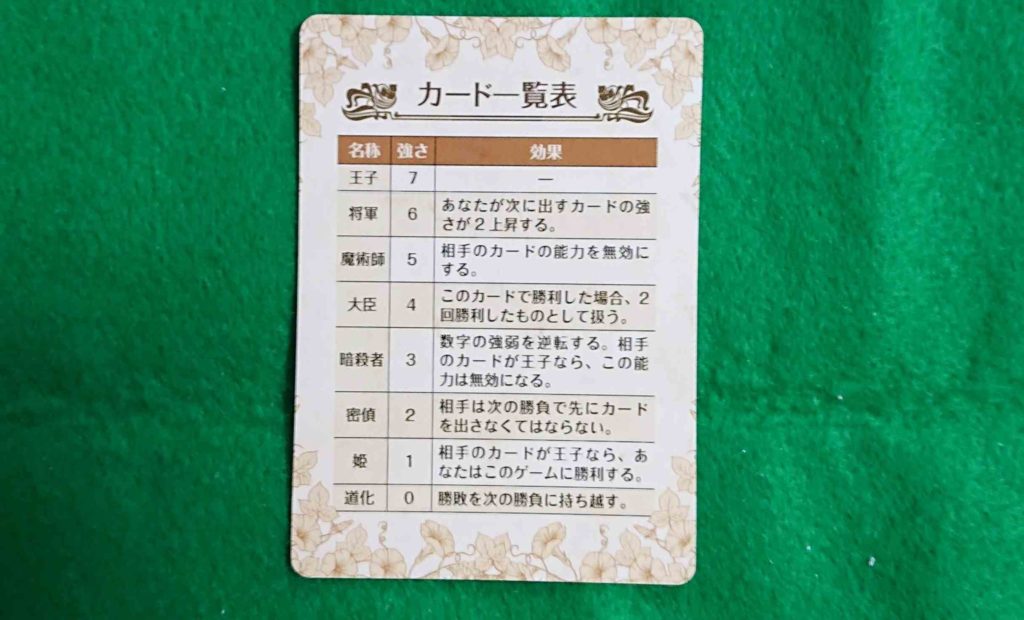 カード一覧表
名称 強さ 効果
王子 7 ―
将軍 6 あなたが次に出すカードの強
さが2上昇する。
魔術師 5 相手のカードの能力を無効に
する。
大臣 4 このカードで勝利した場合、2
回勝利したものとして扱う。
暗殺者 3 数字の強弱を逆転する。相手
のカードが王子なら、この能
力は無効になる。
密偵 2 相手は次の勝負で先にカード
を出さなくてはならない。
姫 1 相手のカードが王子なら、あ
なたはこのゲームに勝利する。
道化 0 勝敗を次の勝負に持ち越す。